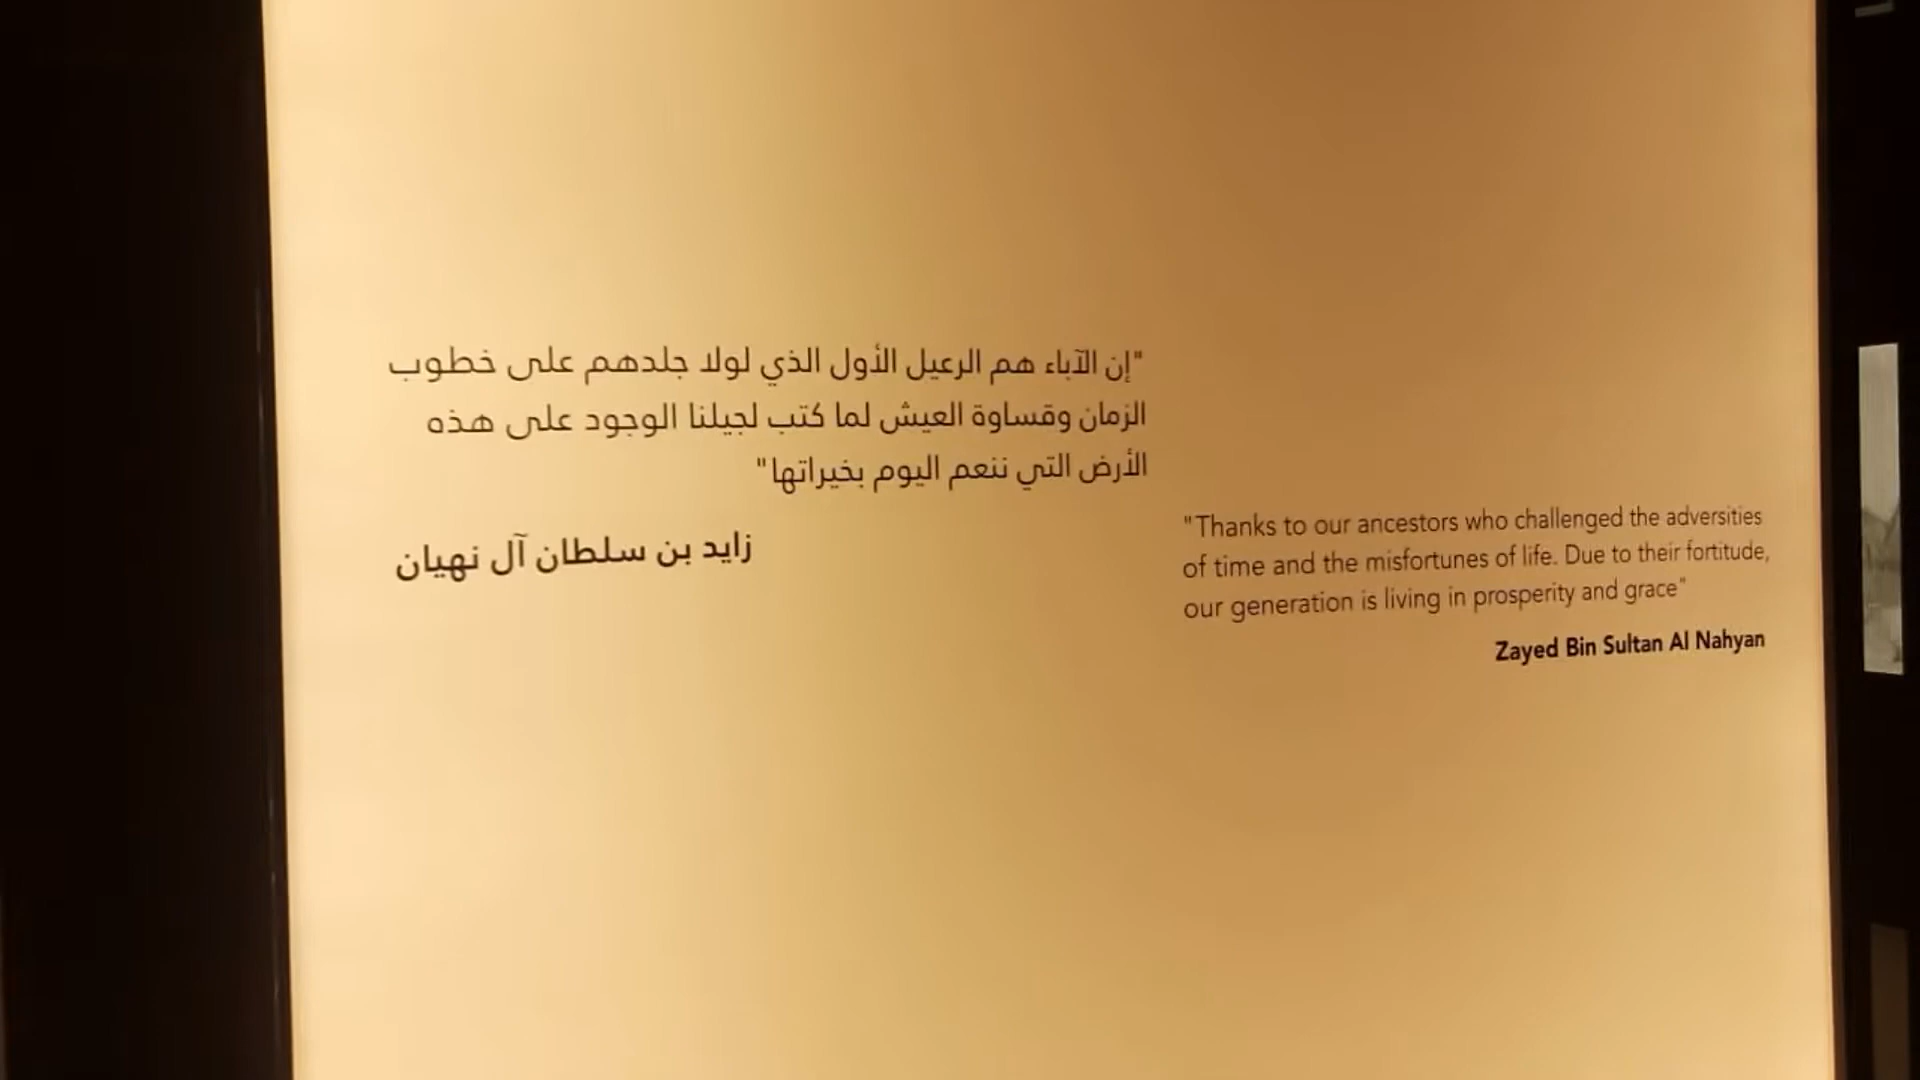 "إن الآباء هم الرعيل الأول الذي لولا جلدهم على خطوب
الزمان وقساوة العيش لما كتب لجيلنا الوجود على هذه
الأرض التي ننعم اليوم بخيراتها"
زايد بن سلطان آل نهيان
"Thanks to our ancestors who challenged the adversities
of time and the misfortunes of life. Due to their fortitude,
our generation is living in prosperity and grace"
Zayed Bin Sultan Al Nahyan